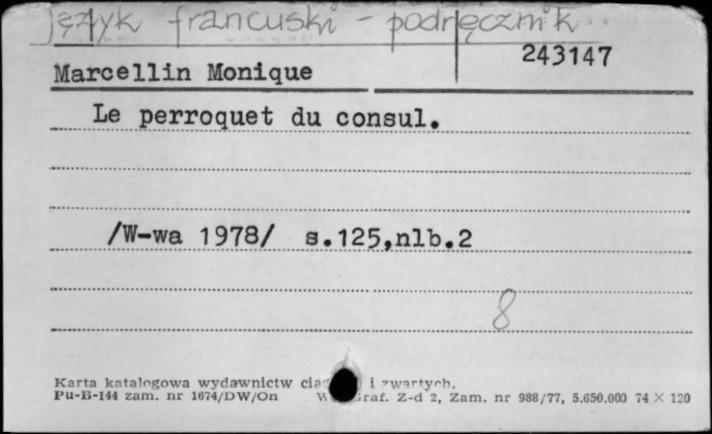 język francuski - podręcznik
243147
Marcellin Monique
Le perroquet du consul.
/W-wa 1978/ s.125,nlb.2
8
Karta katalogowa wydawnictw i zwartych.
Pu-B-144 zam. nr 1674/DW/On Z-d 2, Zam. nr 988/77, 5.650.000 74 × 120